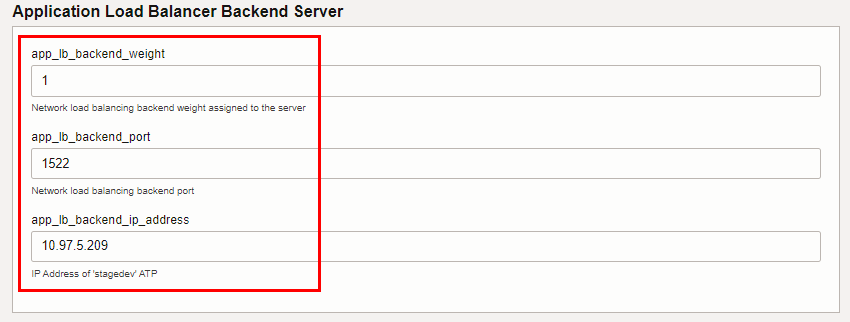 Application Load Balancer Backend Server
app_lb_backend_weight
1
Network load balancing backend weight assigned to the server
app_lb_backend_port
1522
Network load balancing backend port
app_lb_backend_ip_address
10.97.5.209
IP Address of 'stagedev' ATP